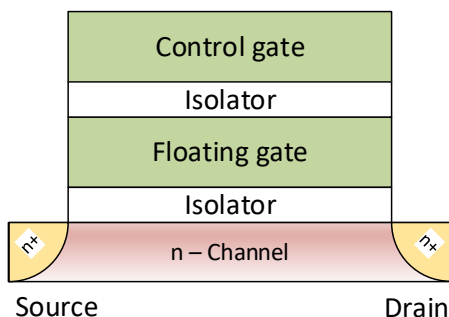 Control gate
Isolator
Floating gate
Isolator
n+
n – Channel
n+
Source
Drain